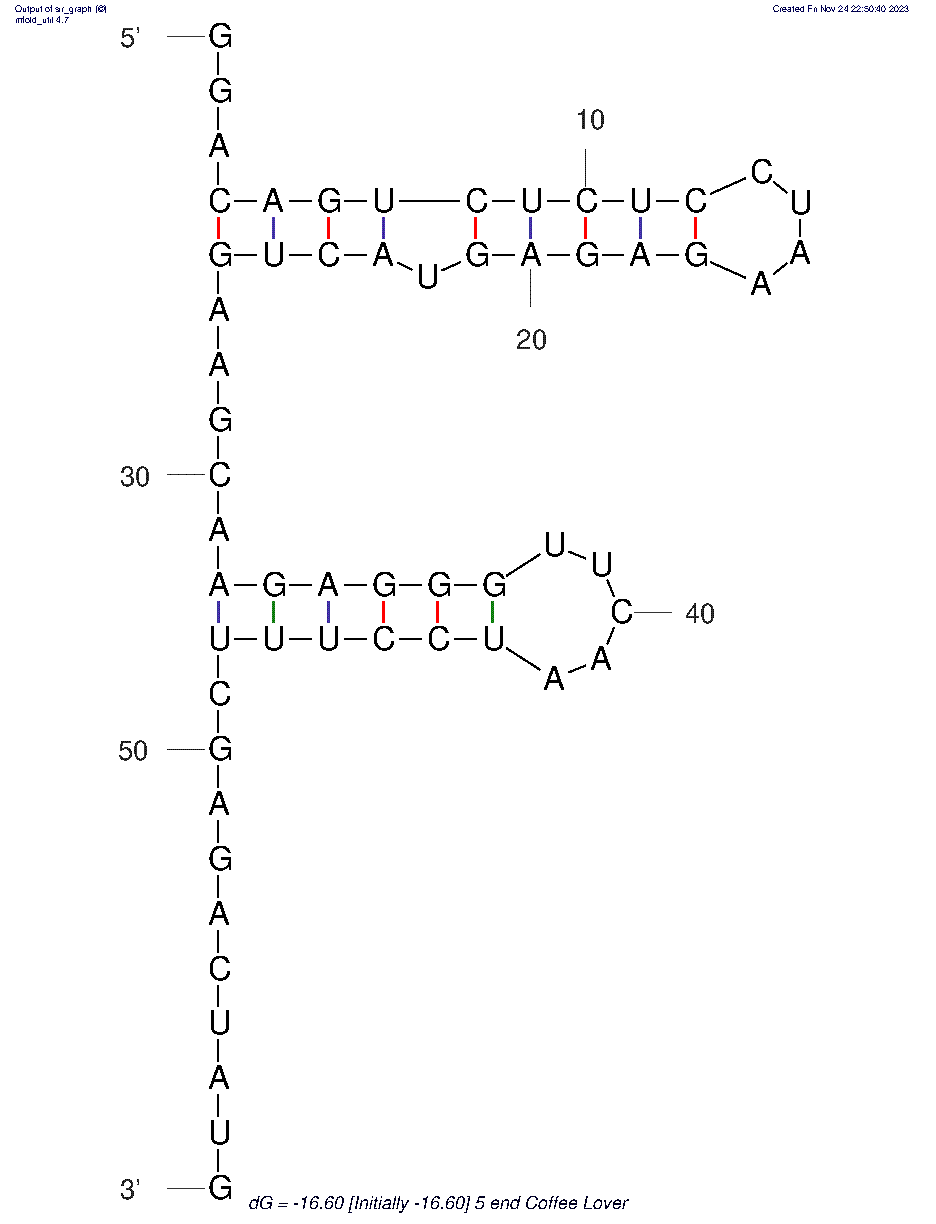 Output of sir_graph (©)
mfold_util 4.7
Created Fri Nov 24 22:50:40 2023
5' G
G
A
10
C A G U C U C U C C
U
G U C A U G A G A G A A
20
A
A
G
30 C
A
U U
A G A G G G
C 40
U U U C C U A A
C
50 G
A
G
A
C
U
A
U
3' G
dG = -16.60 [Initially -16.60] 5 end Coffee Lover